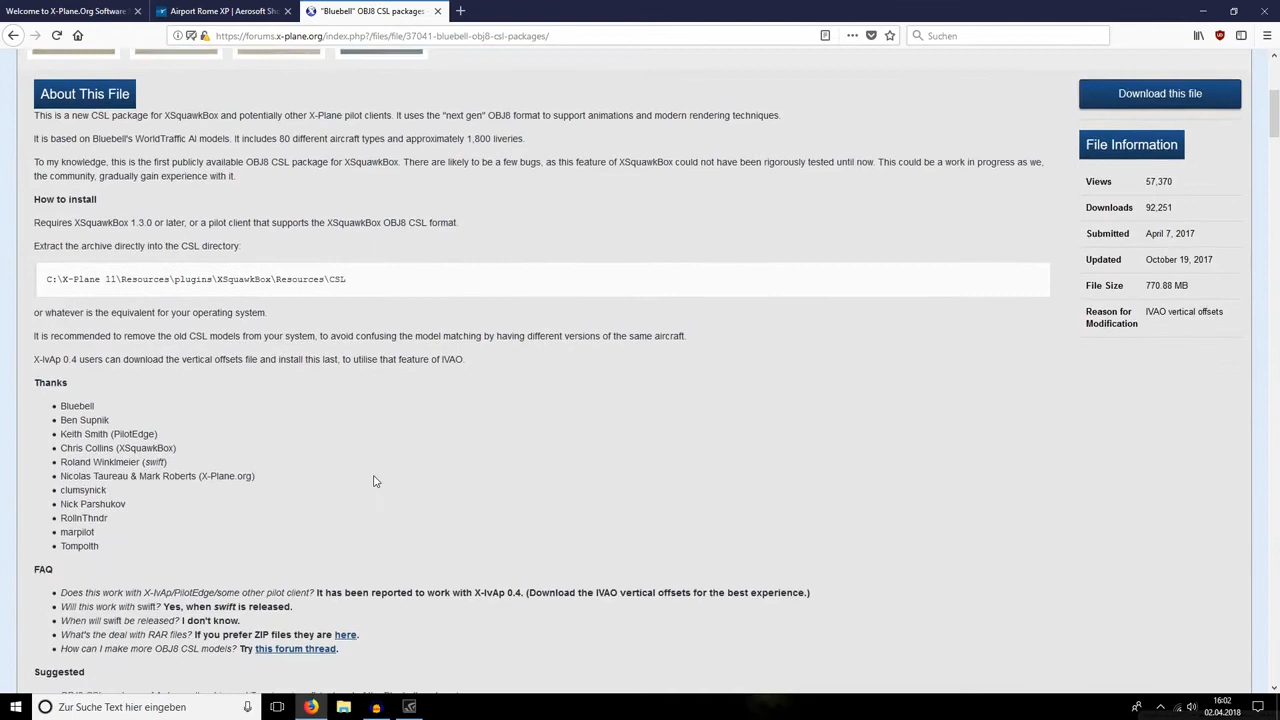 Welcome to X-Plane.Org Software
Airport Rome XP | Aerosoft Sho
"Bluebell" OBJ8 CSL packages
https://forums.x-plane.org/index.php?/files/file/37041-bluebell-obj8-csl-packages/
Suchen
About This File
Download this file
This is a new CSL package for XSquawkBox and potentially other X-Plane pilot clients. It uses the "next gen" OBJ8 format to support animations and modern rendering techniques.
It is based on Bluebell's WorldTraffic AI models. It includes 80 different aircraft types and approximately 1,800 liveries.
To my knowledge, this is the first publicly available OBJ8 CSL package for XSquawkBox. There are likely to be a few bugs, as this feature of XSquawkBox could not have been rigorously tested until now. This could be a work in progress as we,
the community, gradually gain experience with it.
How to install
Requires XSquawkBox 1.3.0 or later, or a pilot client that supports the XSquawkBox OBJ8 CSL format.
Extract the archive directly into the CSL directory:
C:\X-Plane 11\Resources\plugins\XSquawkBox\Resources\CSL
or whatever is the equivalent for your operating system.
It is recommended to remove the old CSL models from your system, to avoid confusing the model matching by having different versions of the same aircraft.
X-IvAp 0.4 users can download the vertical offsets file and install this last, to utilise that feature of IVAO.
Thanks
Bluebell
Ben Supnik
Keith Smith (PilotEdge)
Chris Collins (XSquawkBox)
Roland Winklmeier (swift)
Nicolas Taureau & Mark Roberts (X-Plane.org)
clumsynick
Nick Parshukov
RollnThndr
marpilot
Tompolth
FAQ
Does this work with X-IvAp/PilotEdge/some other pilot client? It has been reported to work with X-IvAp 0.4. (Download the IVAO vertical offsets for the best experience.)
Will this work with swift? Yes, when swift is released.
When will swift be released? I don't know.
What's the deal with RAR files? If you prefer ZIP files they are here.
How can I make more OBJ8 CSL models? Try this forum thread.
Suggested
File Information
Views 57,370
Downloads 92,251
Submitted April 7, 2017
Updated October 19, 2017
File Size 770.88 MB
Reason for IVAO vertical offsets
Modification
Zur Suche Text hier eingeben
16:02
02.04.2018